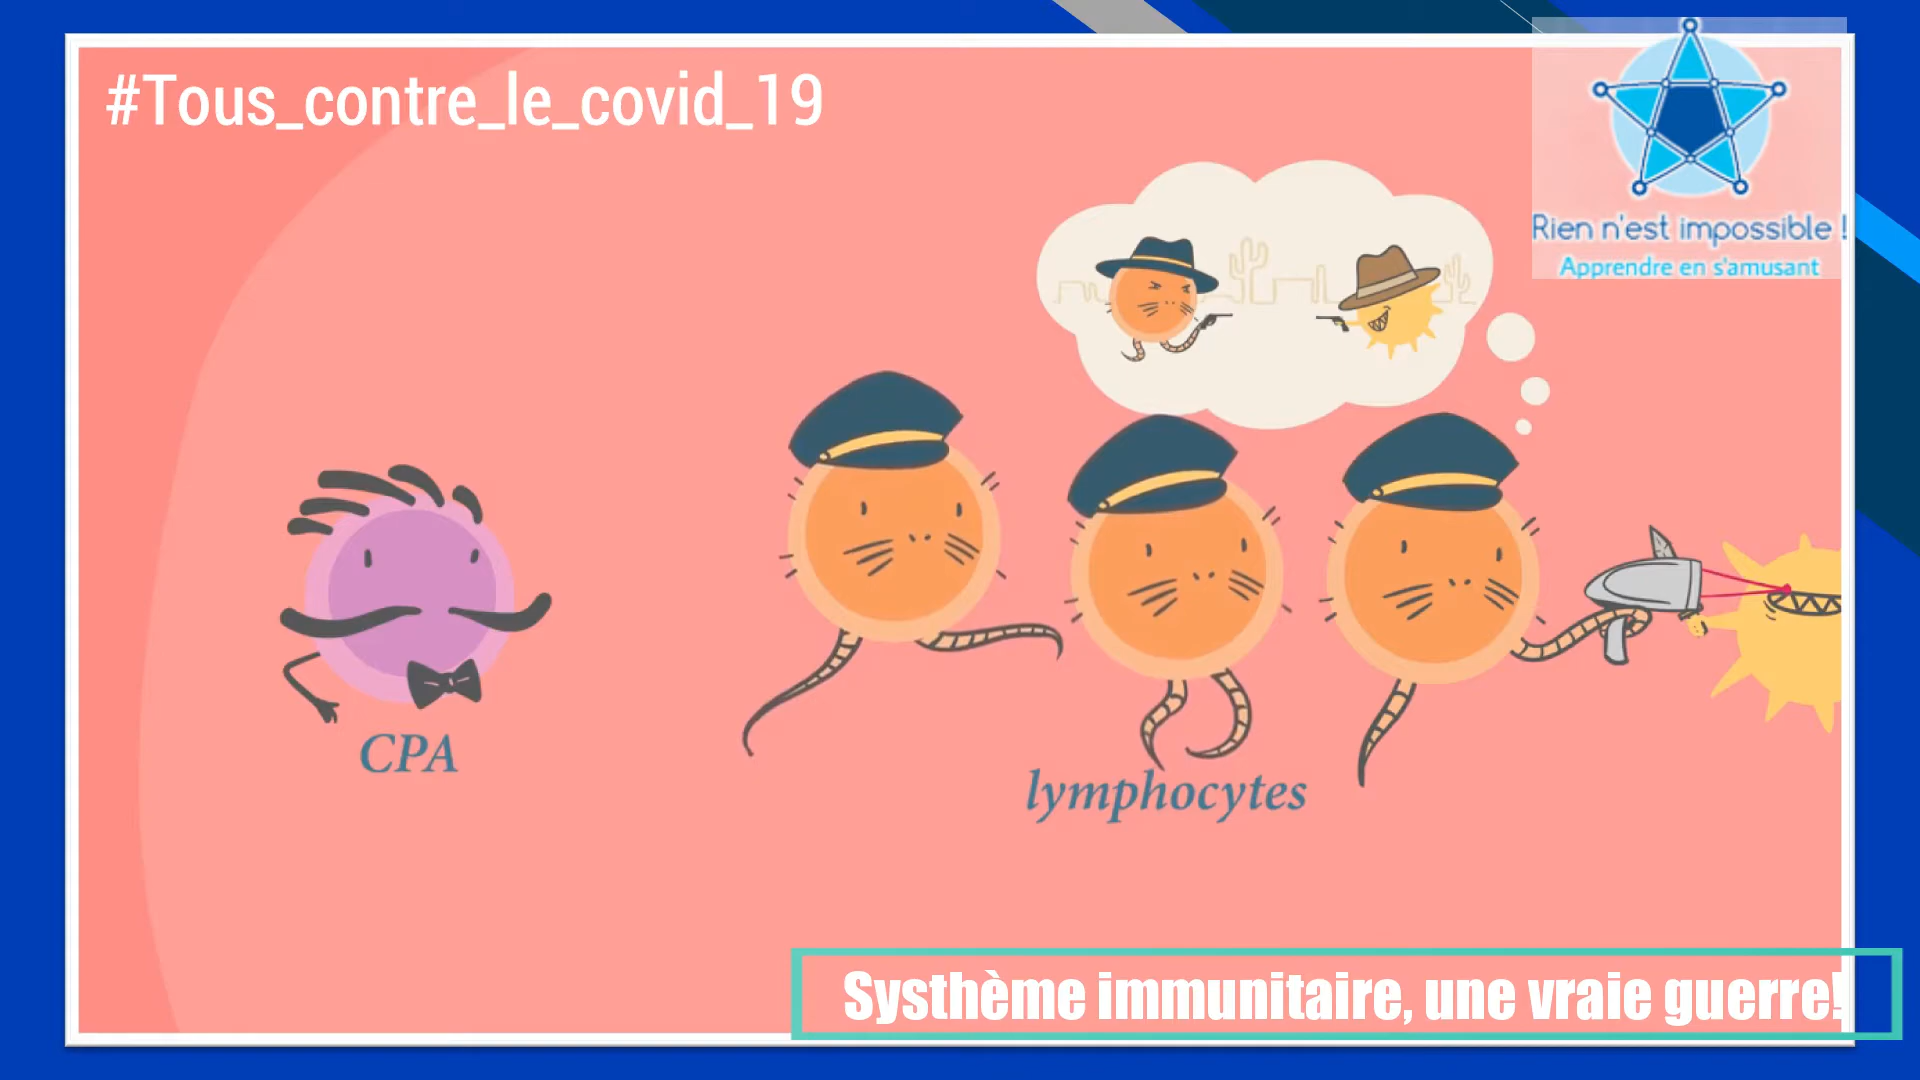 #Tous_contre_le_covid_19
Rien n'est impossible !
Apprendre en s'amusant
CPA
lymphocytes
Systhème immunitaire, une vraie guerre!